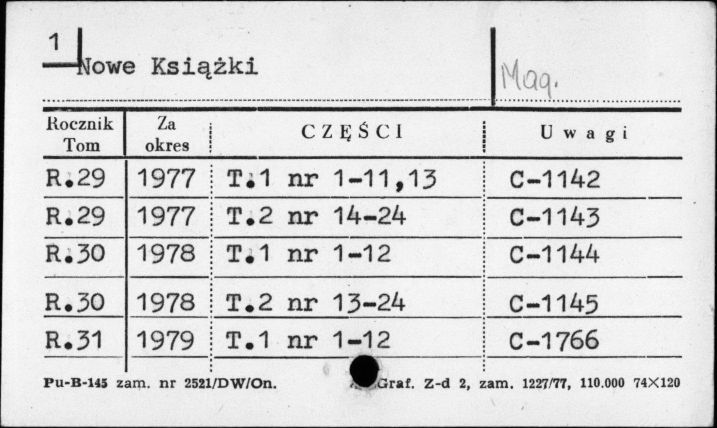 1
Nowe Książki
Mag.
Rocznik Tom Za okres CZĘŚCI Uwagi
R.29 1977 T.1 nr 1-11,13 C-1142
R.29 1977 T.2 nr 14-24 C-1143
R.30 1978 T.1 nr 1-12 C-1144
R.30 1978 T.2 nr 13-24 C-1145
R.31 1979 T.1 nr 1-12 C-1766
Pu-B-145 zam. nr 2521/DW/On. Graf. Z-d 2, zam. 1227/77, 110.000 74×120